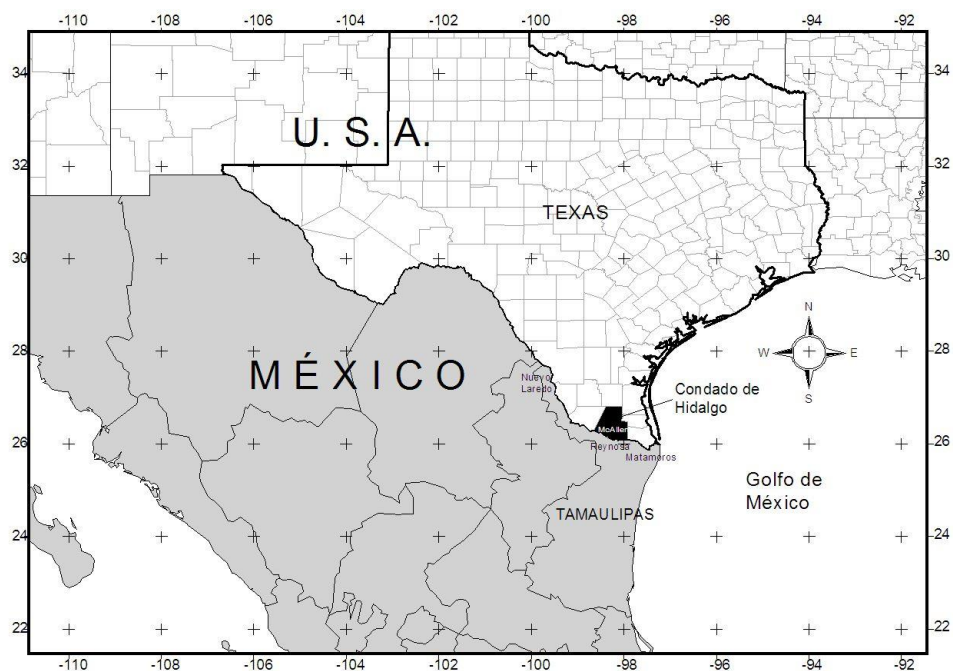 -110 -108 -106 -104 -102 -100 -98 -96 -94 -92
34 34
U. S. A.
32 32
TEXAS
30 30
N
28 W E 28
S
MÉXICO
Nuevo
Laredo
Condado de
Hidalgo
McAllen
26 26
Reynosa
Matamoros
Golfo de
México
TAMAULIPAS
24 24
22 22
-110 -108 -106 -104 -102 -100 -98 -96 -94 -92